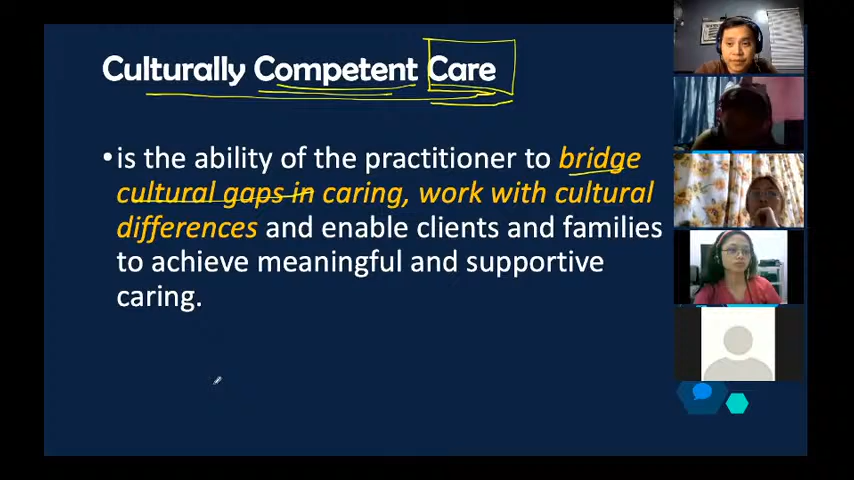 Culturally Competent Care
•is the ability of the practitioner to bridge
cultural gaps in caring, work with cultural
differences and enable clients and families
to achieve meaningful and supportive
caring.